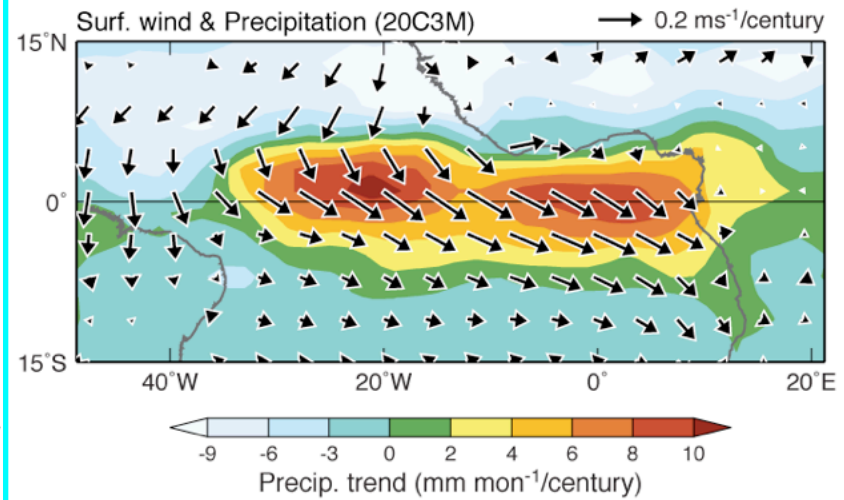 Surf. wind & Precipitation (20C3M)
0.2 ms⁻¹/century
15°N
0°
15°S
40°W 20°W 0° 20°E
-9 -6 -3 0 2 4 6 8 10
Precip. trend (mm mon⁻¹/century)